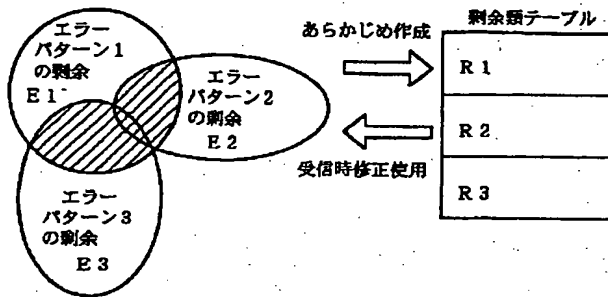 エラー
パターン1
の剰余
E1
エラー
パターン2
の剰余
E2
エラー
パターン3
の剰余
E3
あらかじめ作成
受信時修正使用
剰余類テーブル
R1
R2
R3